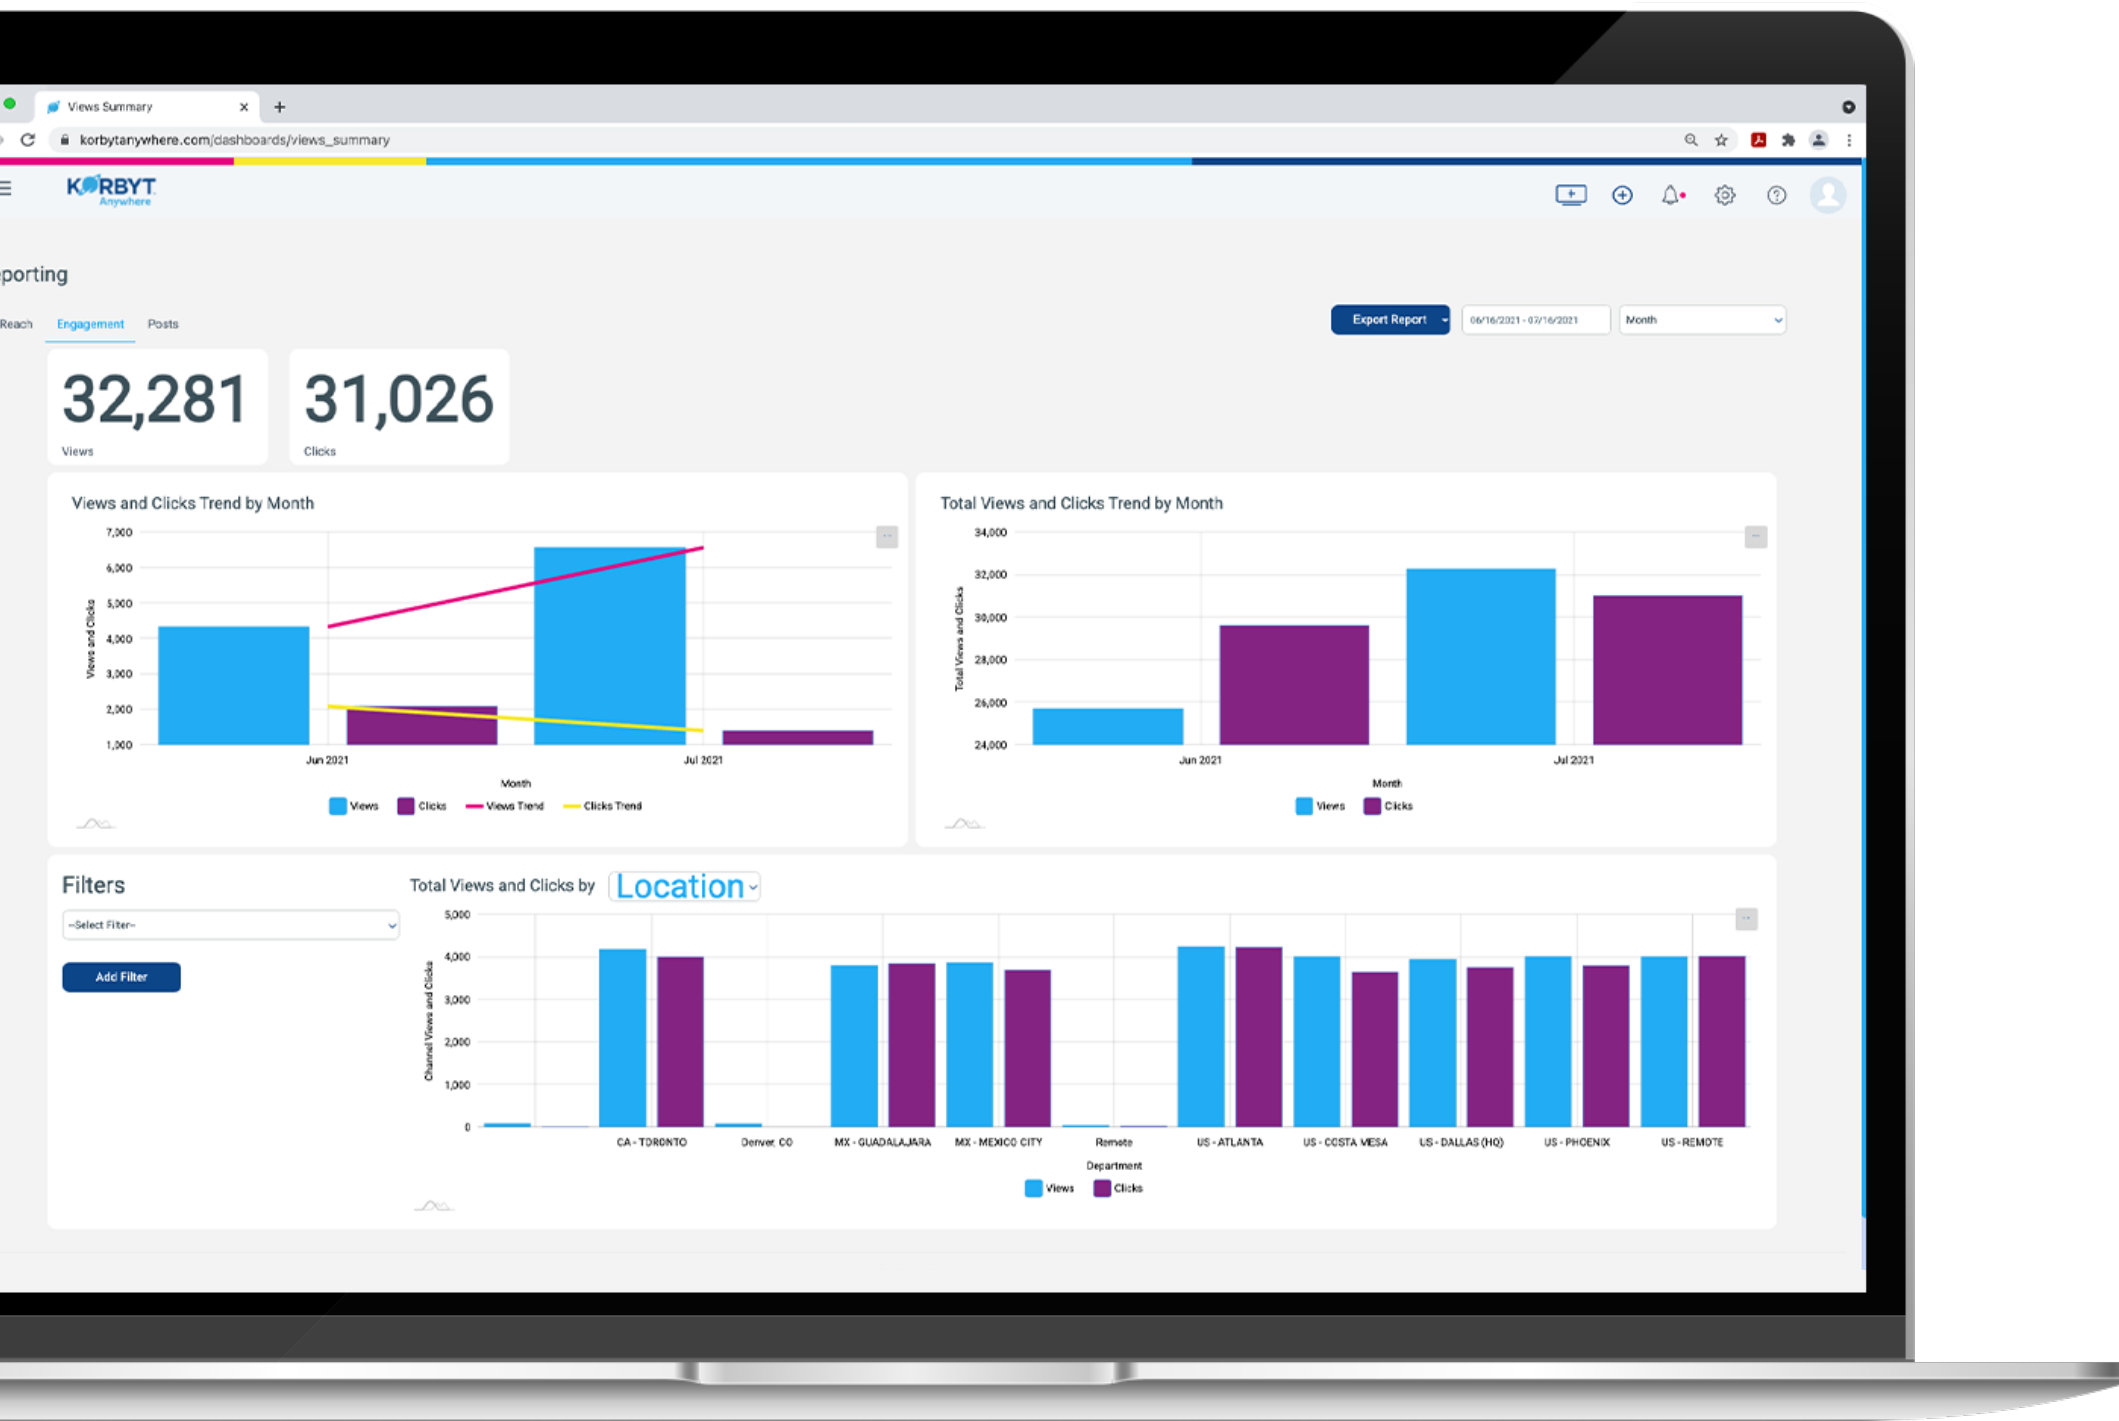 Views Summary
korbytanywhere.com/dashboards/views_summary
KORBYT
Anywhere
porting
Reach Engagement Posts
Export Report 06/16/2021 - 07/16/2021 Month
32,281 31,026
Views Clicks
Views and Clicks Trend by Month
7,000
6,000
5,000
4,000
3,000
2,000
1,000
Views and Clicks
Jun 2021 Jul 2021
Month
Views Clicks Views Trend Clicks Trend
Total Views and Clicks Trend by Month
34,000
32,000
30,000
28,000
26,000
24,000
Total Views and Clicks
Jun 2021 Jul 2021
Month
Views Clicks
Filters
--Select Filter--
Add Filter
Total Views and Clicks by Location
5,000
4,000
3,000
2,000
1,000
0
Channel Views and Clicks
CA - TORONTO Denver, CO MX - GUADALAJARA MX - MEXICO CITY Remote US - ATLANTA US - COSTA MESA US - DALLAS (HQ) US - PHOENIX US - REMOTE
Department
Views Clicks